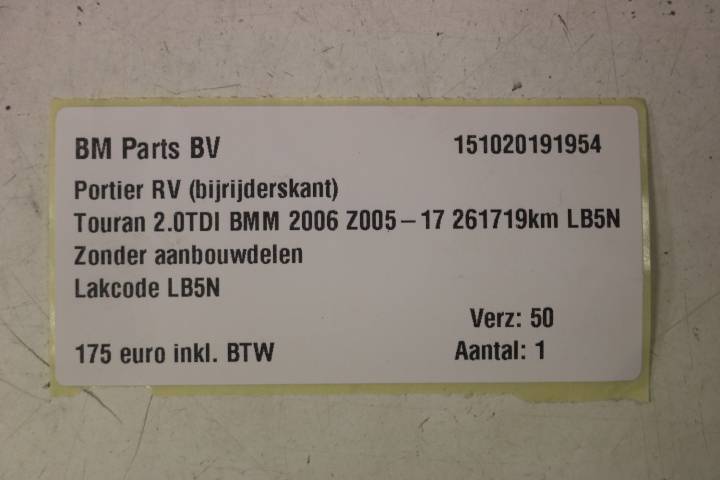 BM Parts BV 151020191954
Portier RV (bijrijderskant)
Touran 2.0TDI BMM 2006 Z005-17 261719km LB5N
Zonder aanbouwdelen
Lakcode LB5N
Verz: 50
175 euro inkl. BTW Aantal: 1